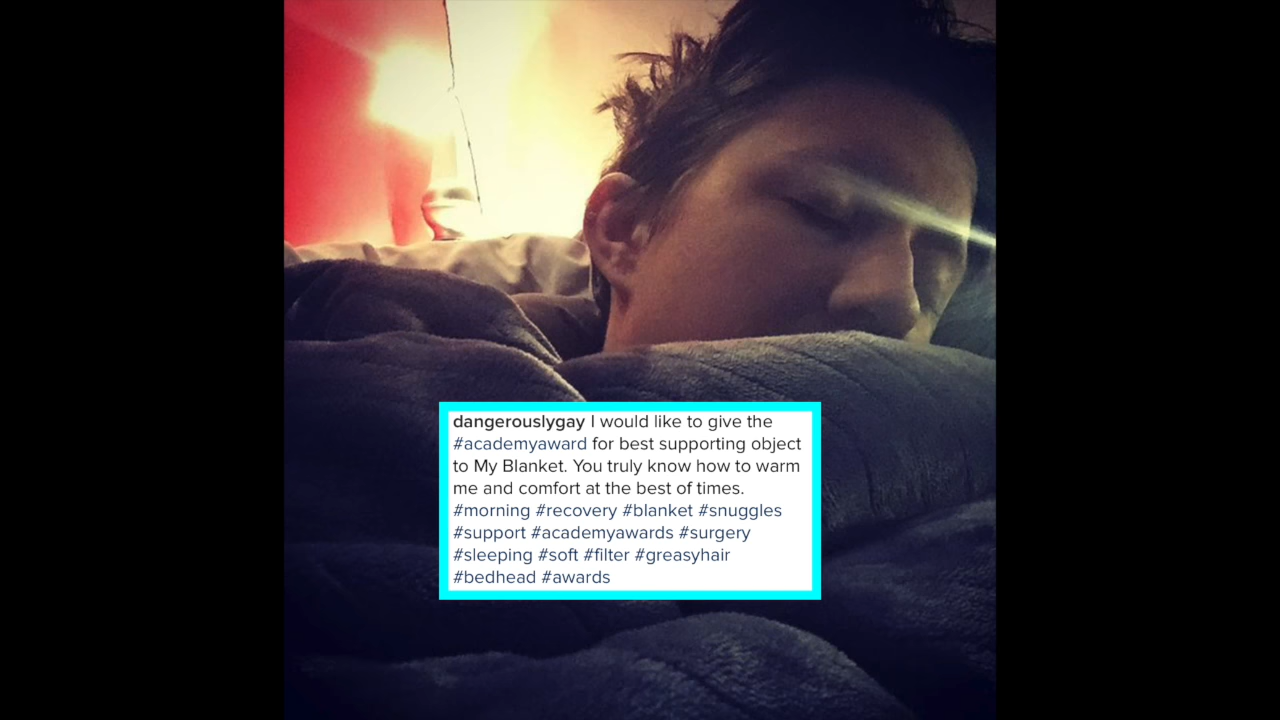 dangerouslygay I would like to give the
#academyaward for best supporting object
to My Blanket. You truly know how to warm
me and comfort at the best of times.
#morning #recovery #blanket #snuggles
#support #academyawards #surgery
#sleeping #soft #filter #greasyhair
#bedhead #awards